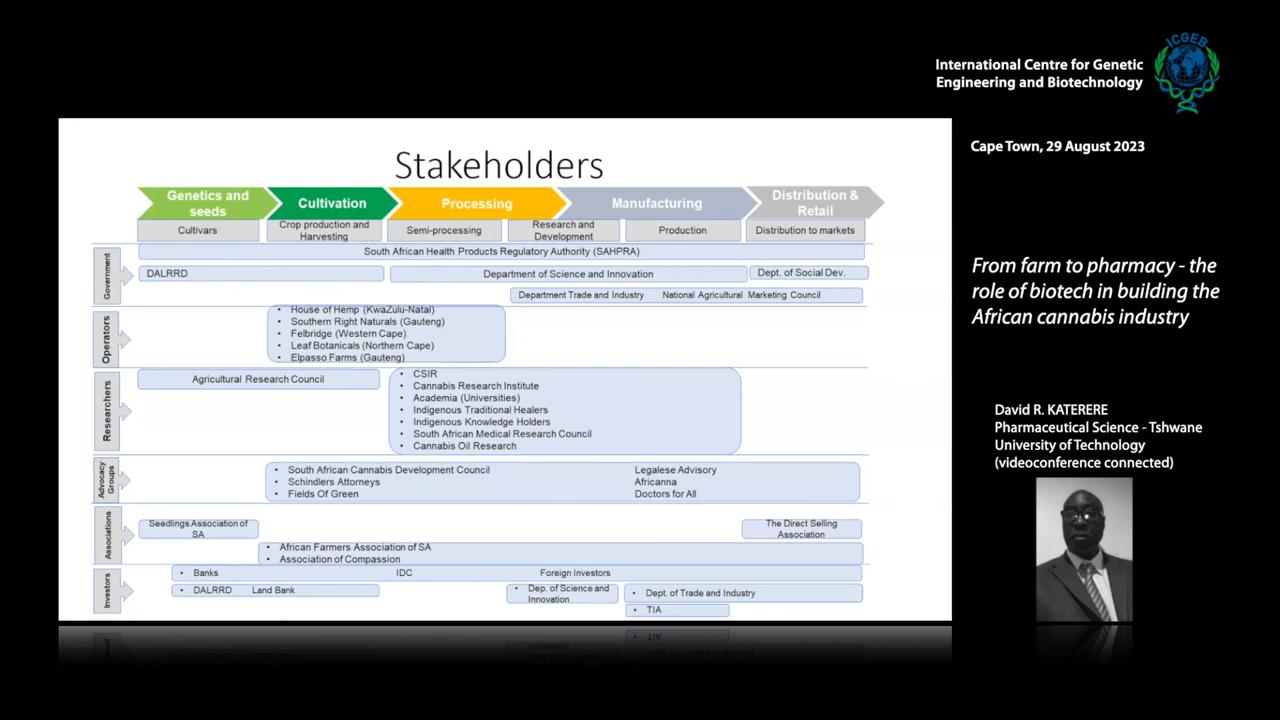 ICGEB
International Centre for Genetic
Engineering and Biotechnology
Cape Town, 29 August 2023
Stakeholders
Genetics and
seeds
Cultivation
Processing
Manufacturing
Distribution &
Retail
Cultivars
Crop production and
Harvesting
Semi-processing
Research and
Development
Production
Distribution to markets
Government
South African Health Products Regulatory Authority (SAHPRA)
DALRRD
Department of Science and Innovation
Dept. of Social Dev.
Department Trade and Industry National Agricultural Marketing Council
Operators
• House of Hemp (KwaZulu-Natal)
• Southern Right Naturals (Gauteng)
• Felbridge (Western Cape)
• Leaf Botanicals (Northern Cape)
• Elpasso Farms (Gauteng)
Researchers
Agricultural Research Council
• CSIR
• Cannabis Research Institute
• Academia (Universities)
• Indigenous Traditional Healers
• Indigenous Knowledge Holders
• South African Medical Research Council
• Cannabis Oil Research
Advocacy
Groups
• South African Cannabis Development Council
• Schindlers Attorneys
• Fields Of Green
Legalese Advisory
Africanna
Doctors for All
Associations
Seedlings Association of
SA
The Direct Selling
Association
• African Farmers Association of SA
• Association of Compassion
Investors
• Banks IDC Foreign Investors
• DALRRD Land Bank
• Dep. of Science and
Innovation
• Dept. of Trade and Industry
• TIA
From farm to pharmacy - the
role of biotech in building the
African cannabis industry
David R. KATERERE
Pharmaceutical Science - Tshwane
University of Technology
(videoconference connected)